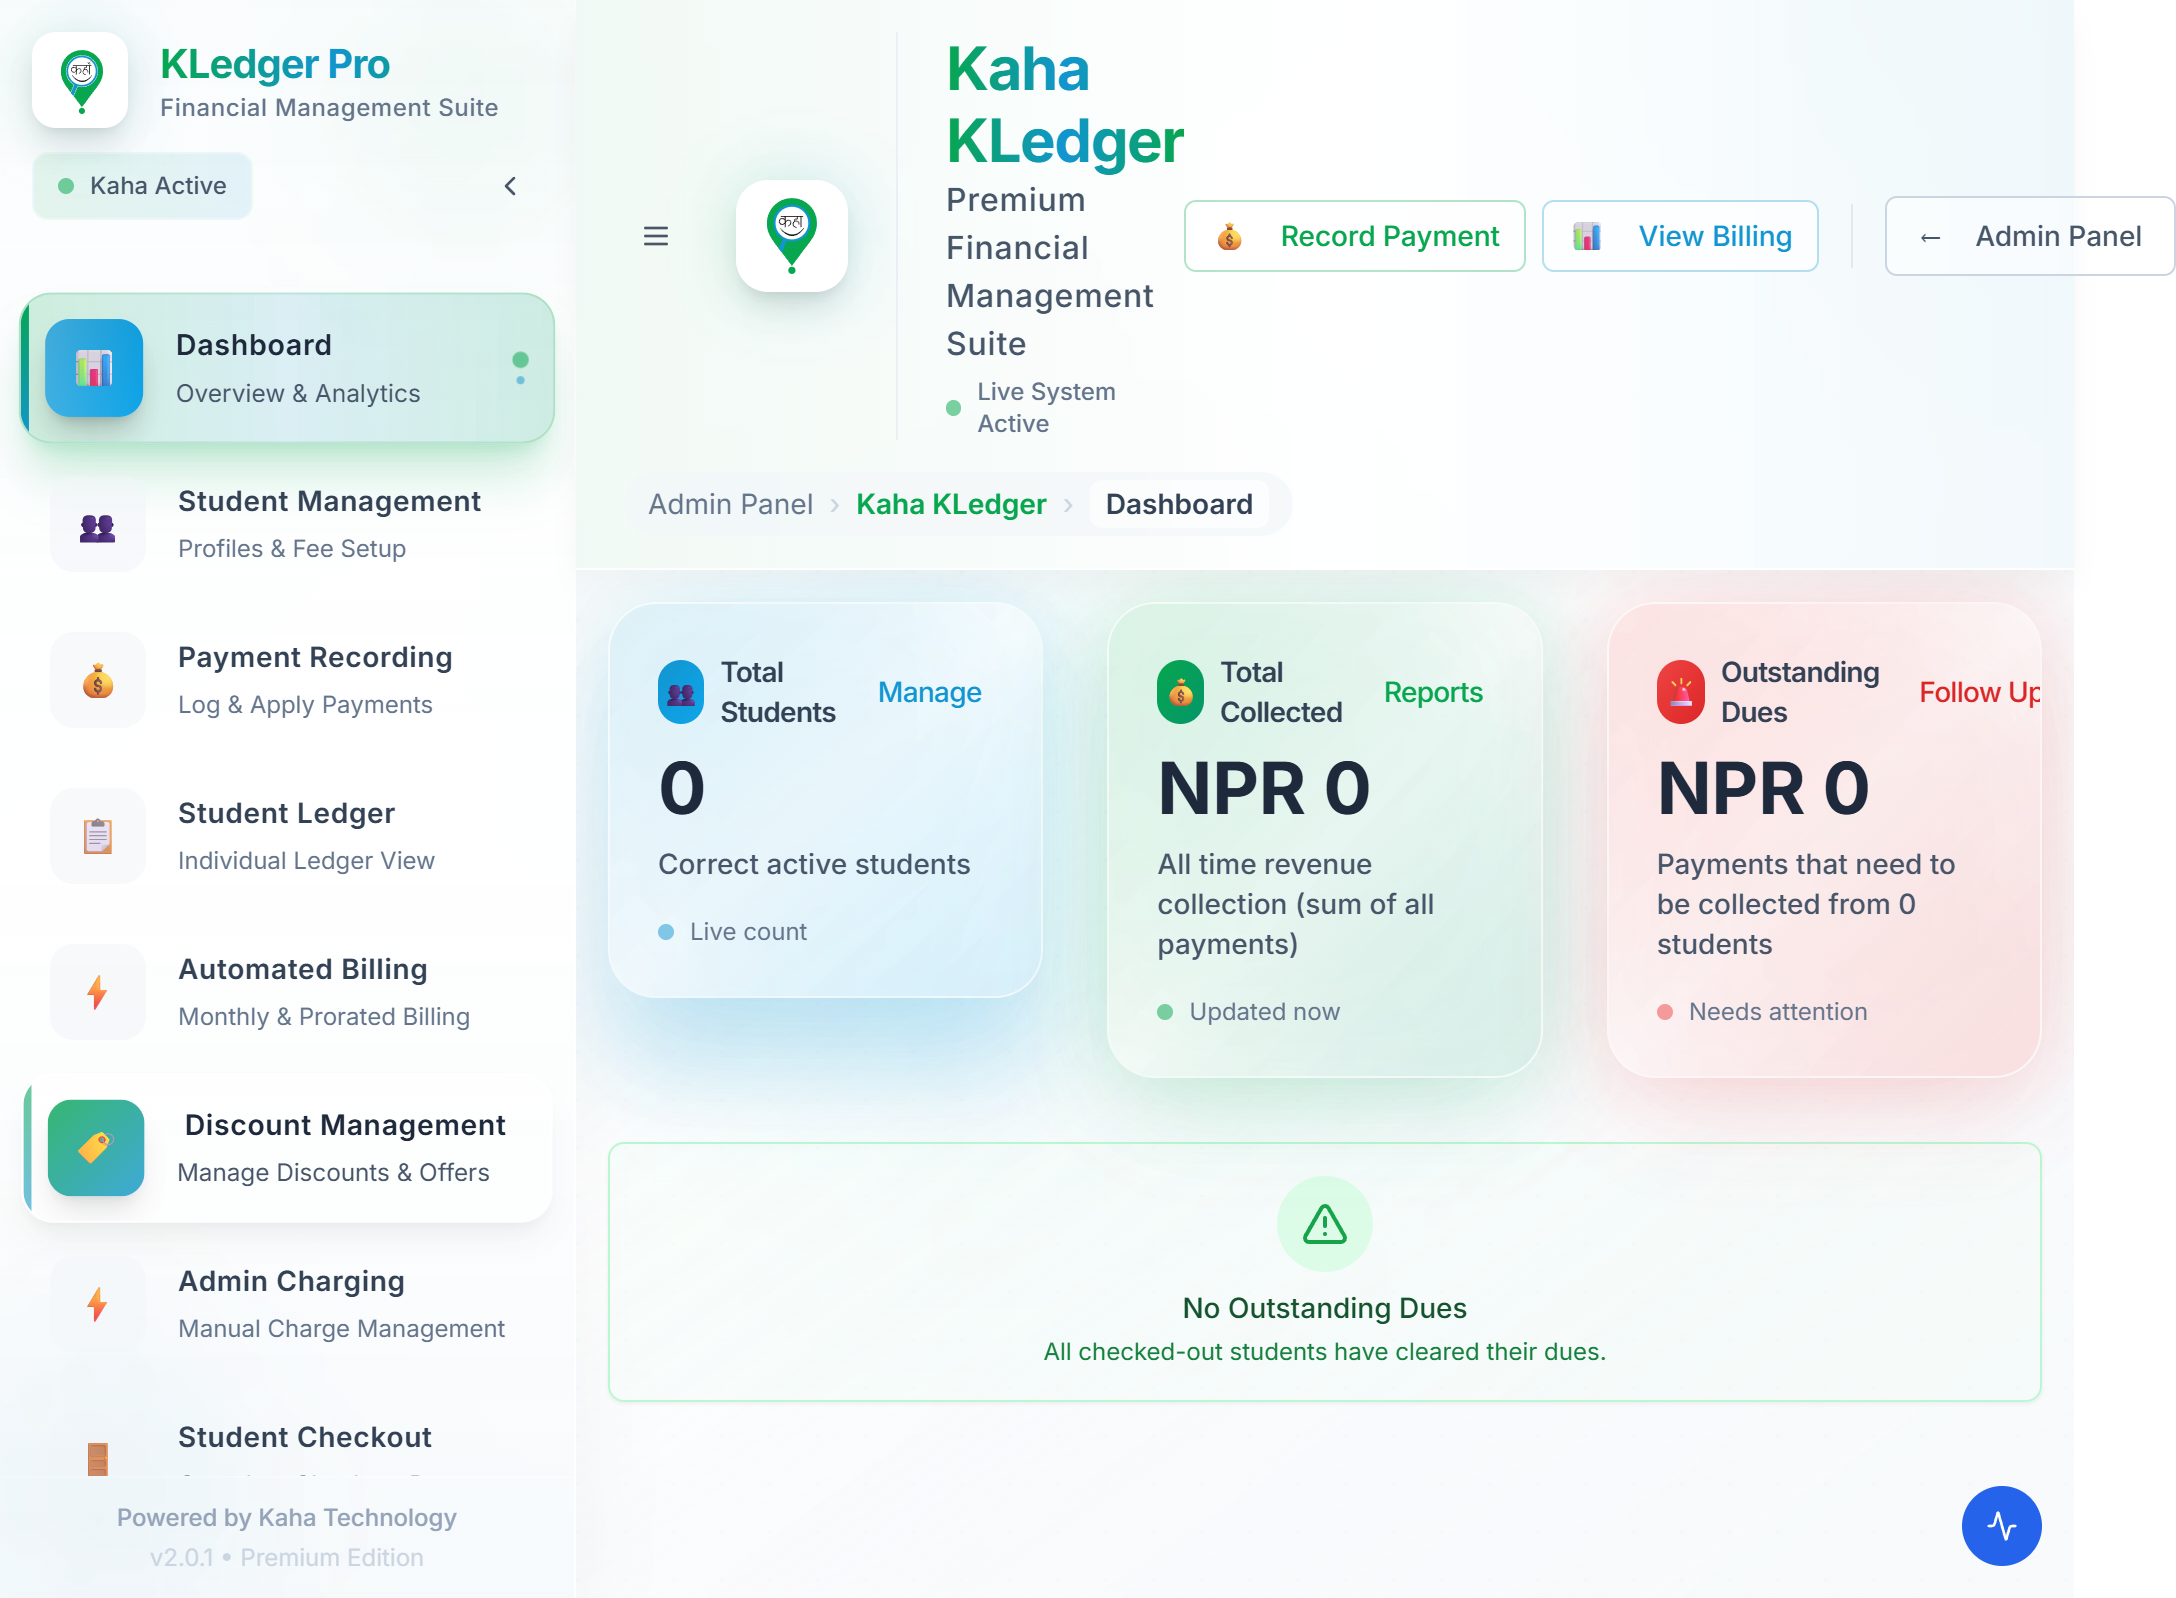 कहाँ
KLedger Pro
Financial Management Suite
Kaha Active
Dashboard
Overview & Analytics
Student Management
Profiles & Fee Setup
Payment Recording
Log & Apply Payments
Student Ledger
Individual Ledger View
Automated Billing
Monthly & Prorated Billing
Discount Management
Manage Discounts & Offers
Admin Charging
Manual Charge Management
Student Checkout
Powered by Kaha Technology
v2.0.1 • Premium Edition
कहाँ
Kaha
KLedger
Premium
Financial
Management
Suite
Live System
Active
Record Payment
View Billing
← Admin Panel
Admin Panel › Kaha KLedger › Dashboard
Total
Students
Manage
0
Correct active students
Live count
Total
Collected
Reports
NPR 0
All time revenue
collection (sum of all
payments)
Updated now
Outstanding
Dues
Follow Up
NPR 0
Payments that need to
be collected from 0
students
Needs attention
No Outstanding Dues
All checked-out students have cleared their dues.